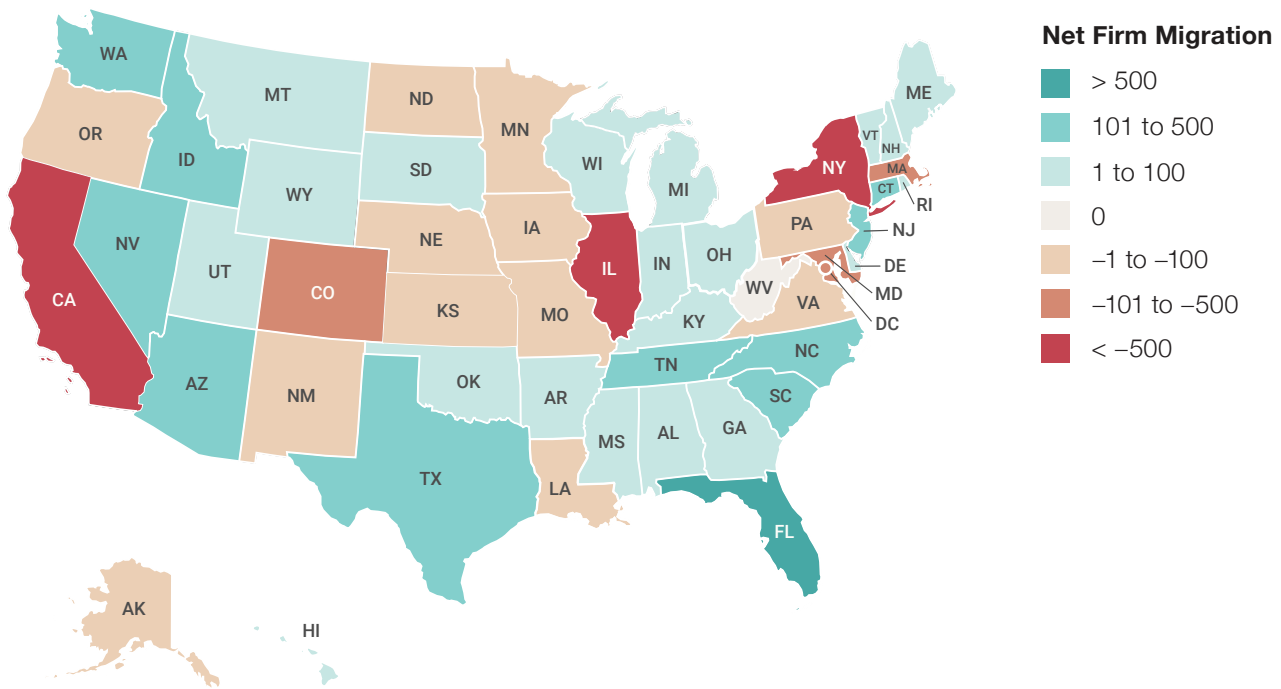 Net Firm Migration
> 500
101 to 500
1 to 100
0
–1 to –100
–101 to –500
< –500
WA
MT
ND
MN
ME
OR
ID
SD
WI
MI
VT
NH
NY
MA
WY
CT
RI
NV
UT
NE
IA
PA
NJ
CA
CO
IL
IN
OH
DE
KS
MO
WV
MD
VA
DC
KY
AZ
NM
OK
TN
NC
AR
SC
MS
AL
GA
TX
LA
FL
AK
HI